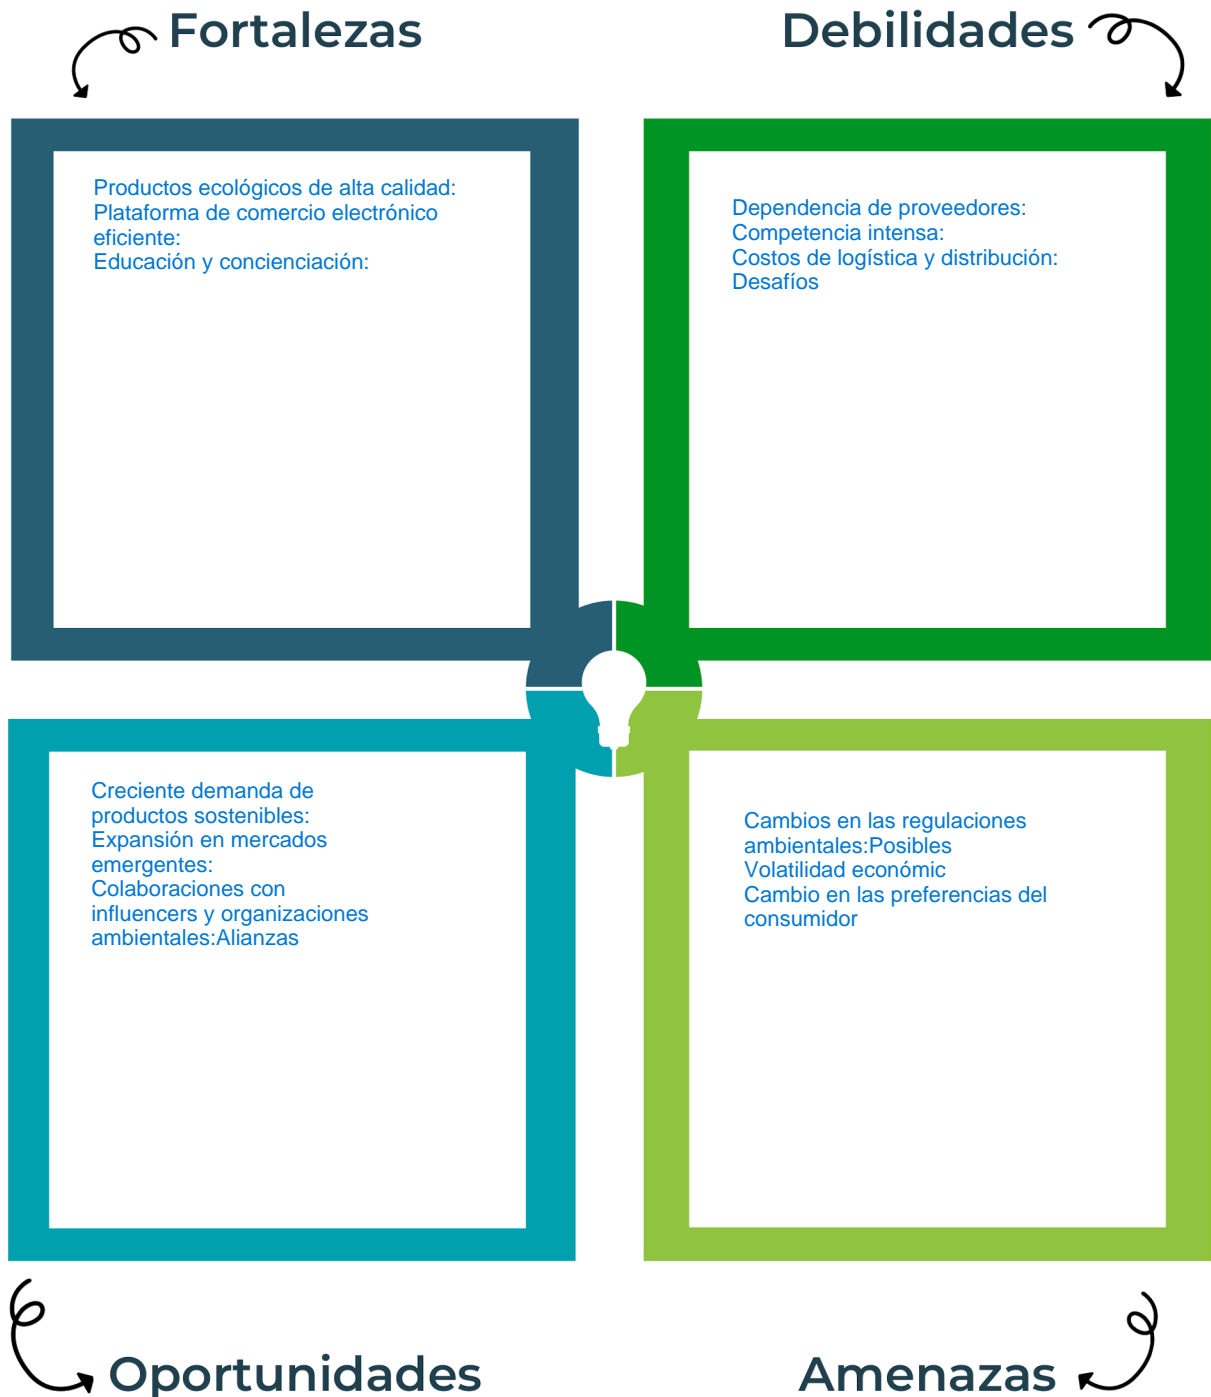 Fortalezas
Productos ecológicos de alta calidad:
Plataforma de comercio electrónico
eficiente:
Educación y concienciación:
Debilidades
Dependencia de proveedores:
Competencia intensa:
Costos de logística y distribución:
Desafíos
Creciente demanda de
productos sostenibles:
Expansión en mercados
emergentes:
Colaboraciones con
influencers y organizaciones
ambientales:Alianzas
Oportunidades
Cambios en las regulaciones
ambientales:Posibles
Volatilidad económic
Cambio en las preferencias del
consumidor
Amenazas